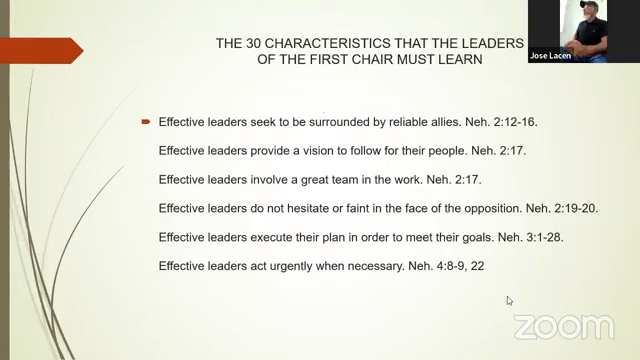 THE 30 CHARACTERISTICS THAT THE LEADERS
OF THE FIRST CHAIR MUST LEARN
Jose Lacen
Effective leaders seek to be surrounded by reliable allies. Neh. 2:12-16.
Effective leaders provide a vision to follow for their people. Neh. 2:17.
Effective leaders involve a great team in the work. Neh. 2:17.
Effective leaders do not hesitate or faint in the face of the opposition. Neh. 2:19-20.
Effective leaders execute their plan in order to meet their goals. Neh. 3:1-28.
Effective leaders act urgently when necessary. Neh. 4:8-9, 22
zoom